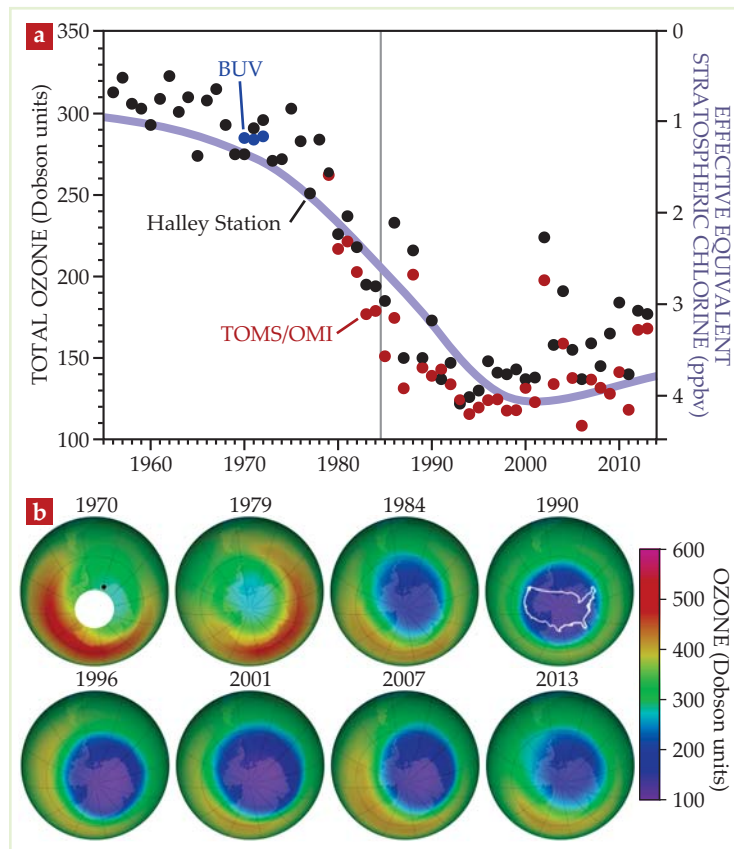 a
350
300
250
200
150
100
TOTAL OZONE (Dobson units)
BUV
Halley Station
TOMS/OMI
0
1
2
3
4
EFFECTIVE EQUIVALENT
STRATOSPHERIC CHLORINE (ppbv)
1960 1970 1980 1990 2000 2010
b
1970 1979 1984 1990
1996 2001 2007 2013
600
500
400
300
200
100
OZONE (Dobson units)